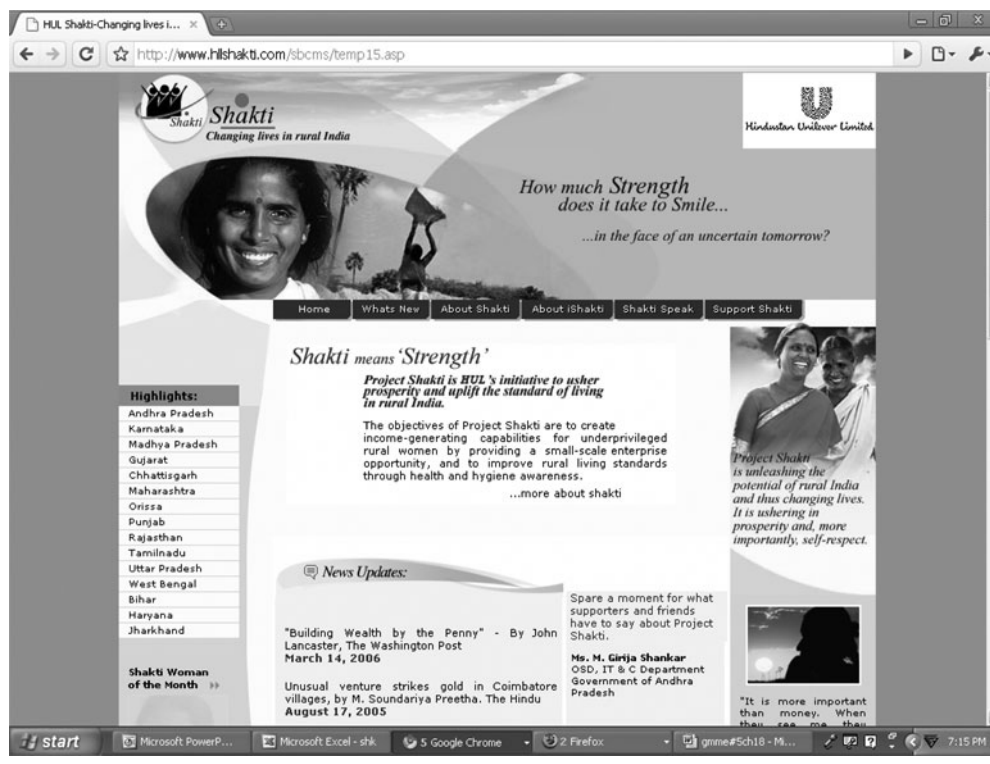 HUL Shakti-Changing lives i...
http://www.hllshakti.com/sbcms/temp15.asp
Shakti
Shakti
Changing lives in rural India
Hindustan Unilever Limited
How much Strength
does it take to Smile...
...in the face of an uncertain tomorrow?
Home
Whats New
About Shakti
About iShakti
Shakti Speak
Support Shakti
Highlights:
Andhra Pradesh
Karnataka
Madhya Pradesh
Gujarat
Chhattisgarh
Maharashtra
Orissa
Punjab
Rajasthan
Tamilnadu
Uttar Pradesh
West Bengal
Bihar
Haryana
Jharkhand
Shakti Woman
of the Month
Shakti means 'Strength'
Project Shakti is HUL's initiative to usher
prosperity and uplift the standard of living
in rural India.
The objectives of Project Shakti are to create
income-generating capabilities for underprivileged
rural women by providing a small-scale enterprise
opportunity, and to improve rural living standards
through health and hygiene awareness.
...more about shakti
News Updates:
"Building Wealth by the Penny" - By John
Lancaster, The Washington Post
March 14, 2006
Unusual venture strikes gold in Coimbatore
villages, by M. Soundariya Preetha. The Hindu
August 17, 2005
Spare a moment for what
supporters and friends
have to say about Project
Shakti.
Ms. M. Girija Shankar
OSD, IT & C Department
Government of Andhra
Pradesh
Project Shakti
is unleashing the
potential of rural India
and thus changing lives.
It is ushering in
prosperity and, more
importantly, self-respect.
"It is more important
than money. When
they see me they
start
Microsoft PowerP...
Microsoft Excel - shk
5 Google Chrome
2 Firefox
gmme#Sch18 - Mi...
7:15 PM